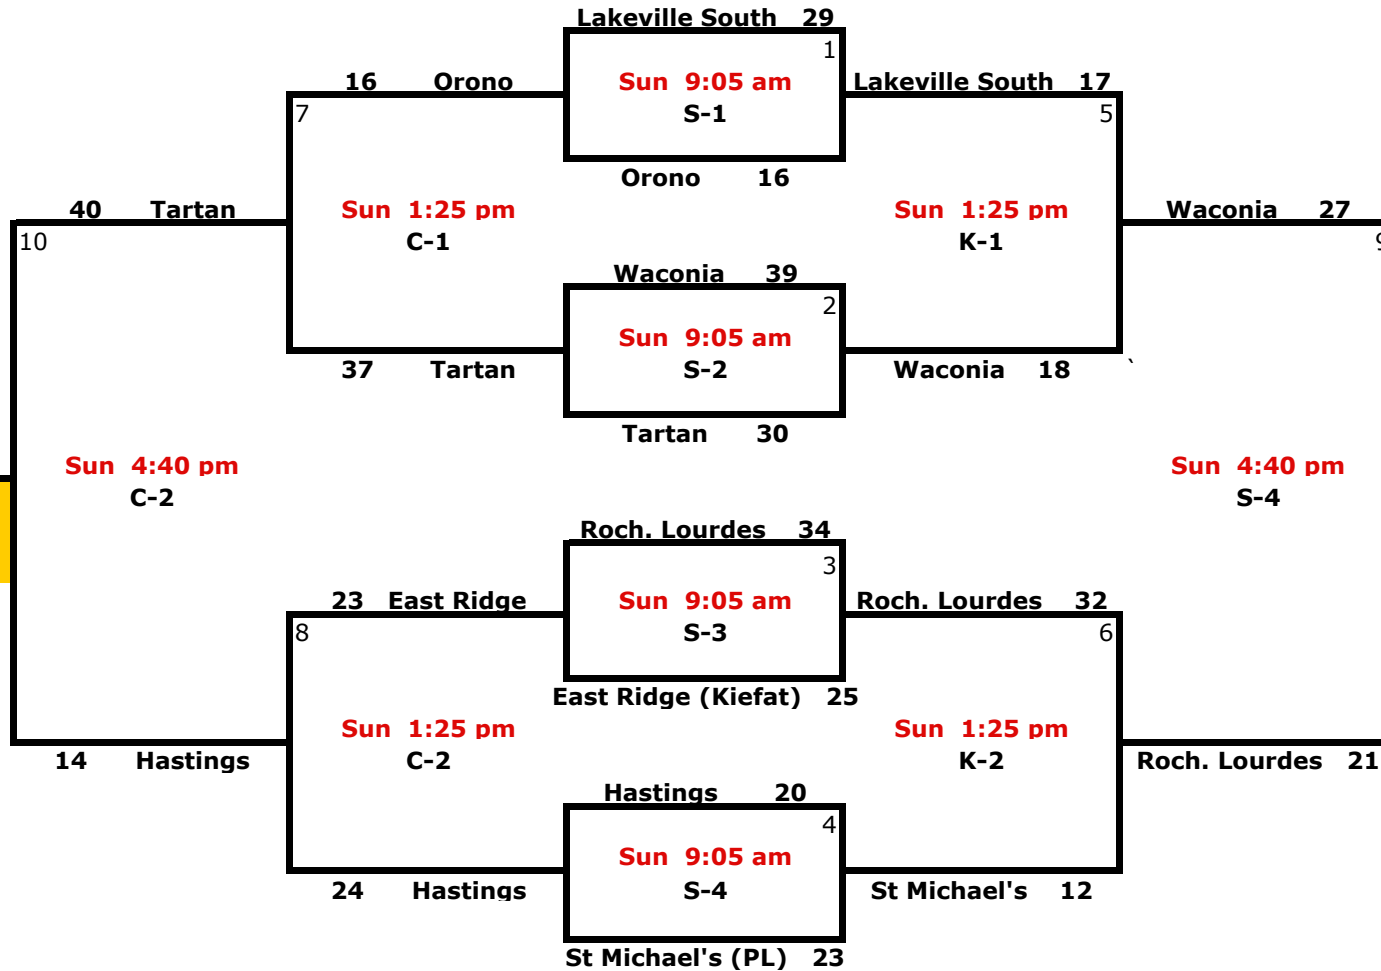 Lakeville South 29
1
16 Orono
Sun 9:05 am
Lakeville South 17
7
S-1
5
Orono 16
40 Tartan
Sun 1:25 pm
Sun 1:25 pm
Waconia 27
10
C-1
K-1
9
Waconia 39
2
Sun 9:05 am
37 Tartan
S-2
Waconia 18
`
Tartan 30
Sun 4:40 pm
Sun 4:40 pm
C-2
S-4
Roch. Lourdes 34
3
23 East Ridge
Sun 9:05 am
Roch. Lourdes 32
8
S-3
6
East Ridge (Kiefat) 25
Sun 1:25 pm
Sun 1:25 pm
14 Hastings
C-2
K-2
Roch. Lourdes 21
Hastings 20
4
Sun 9:05 am
24 Hastings
S-4
St Michael's 12
St Michael's (PL) 23